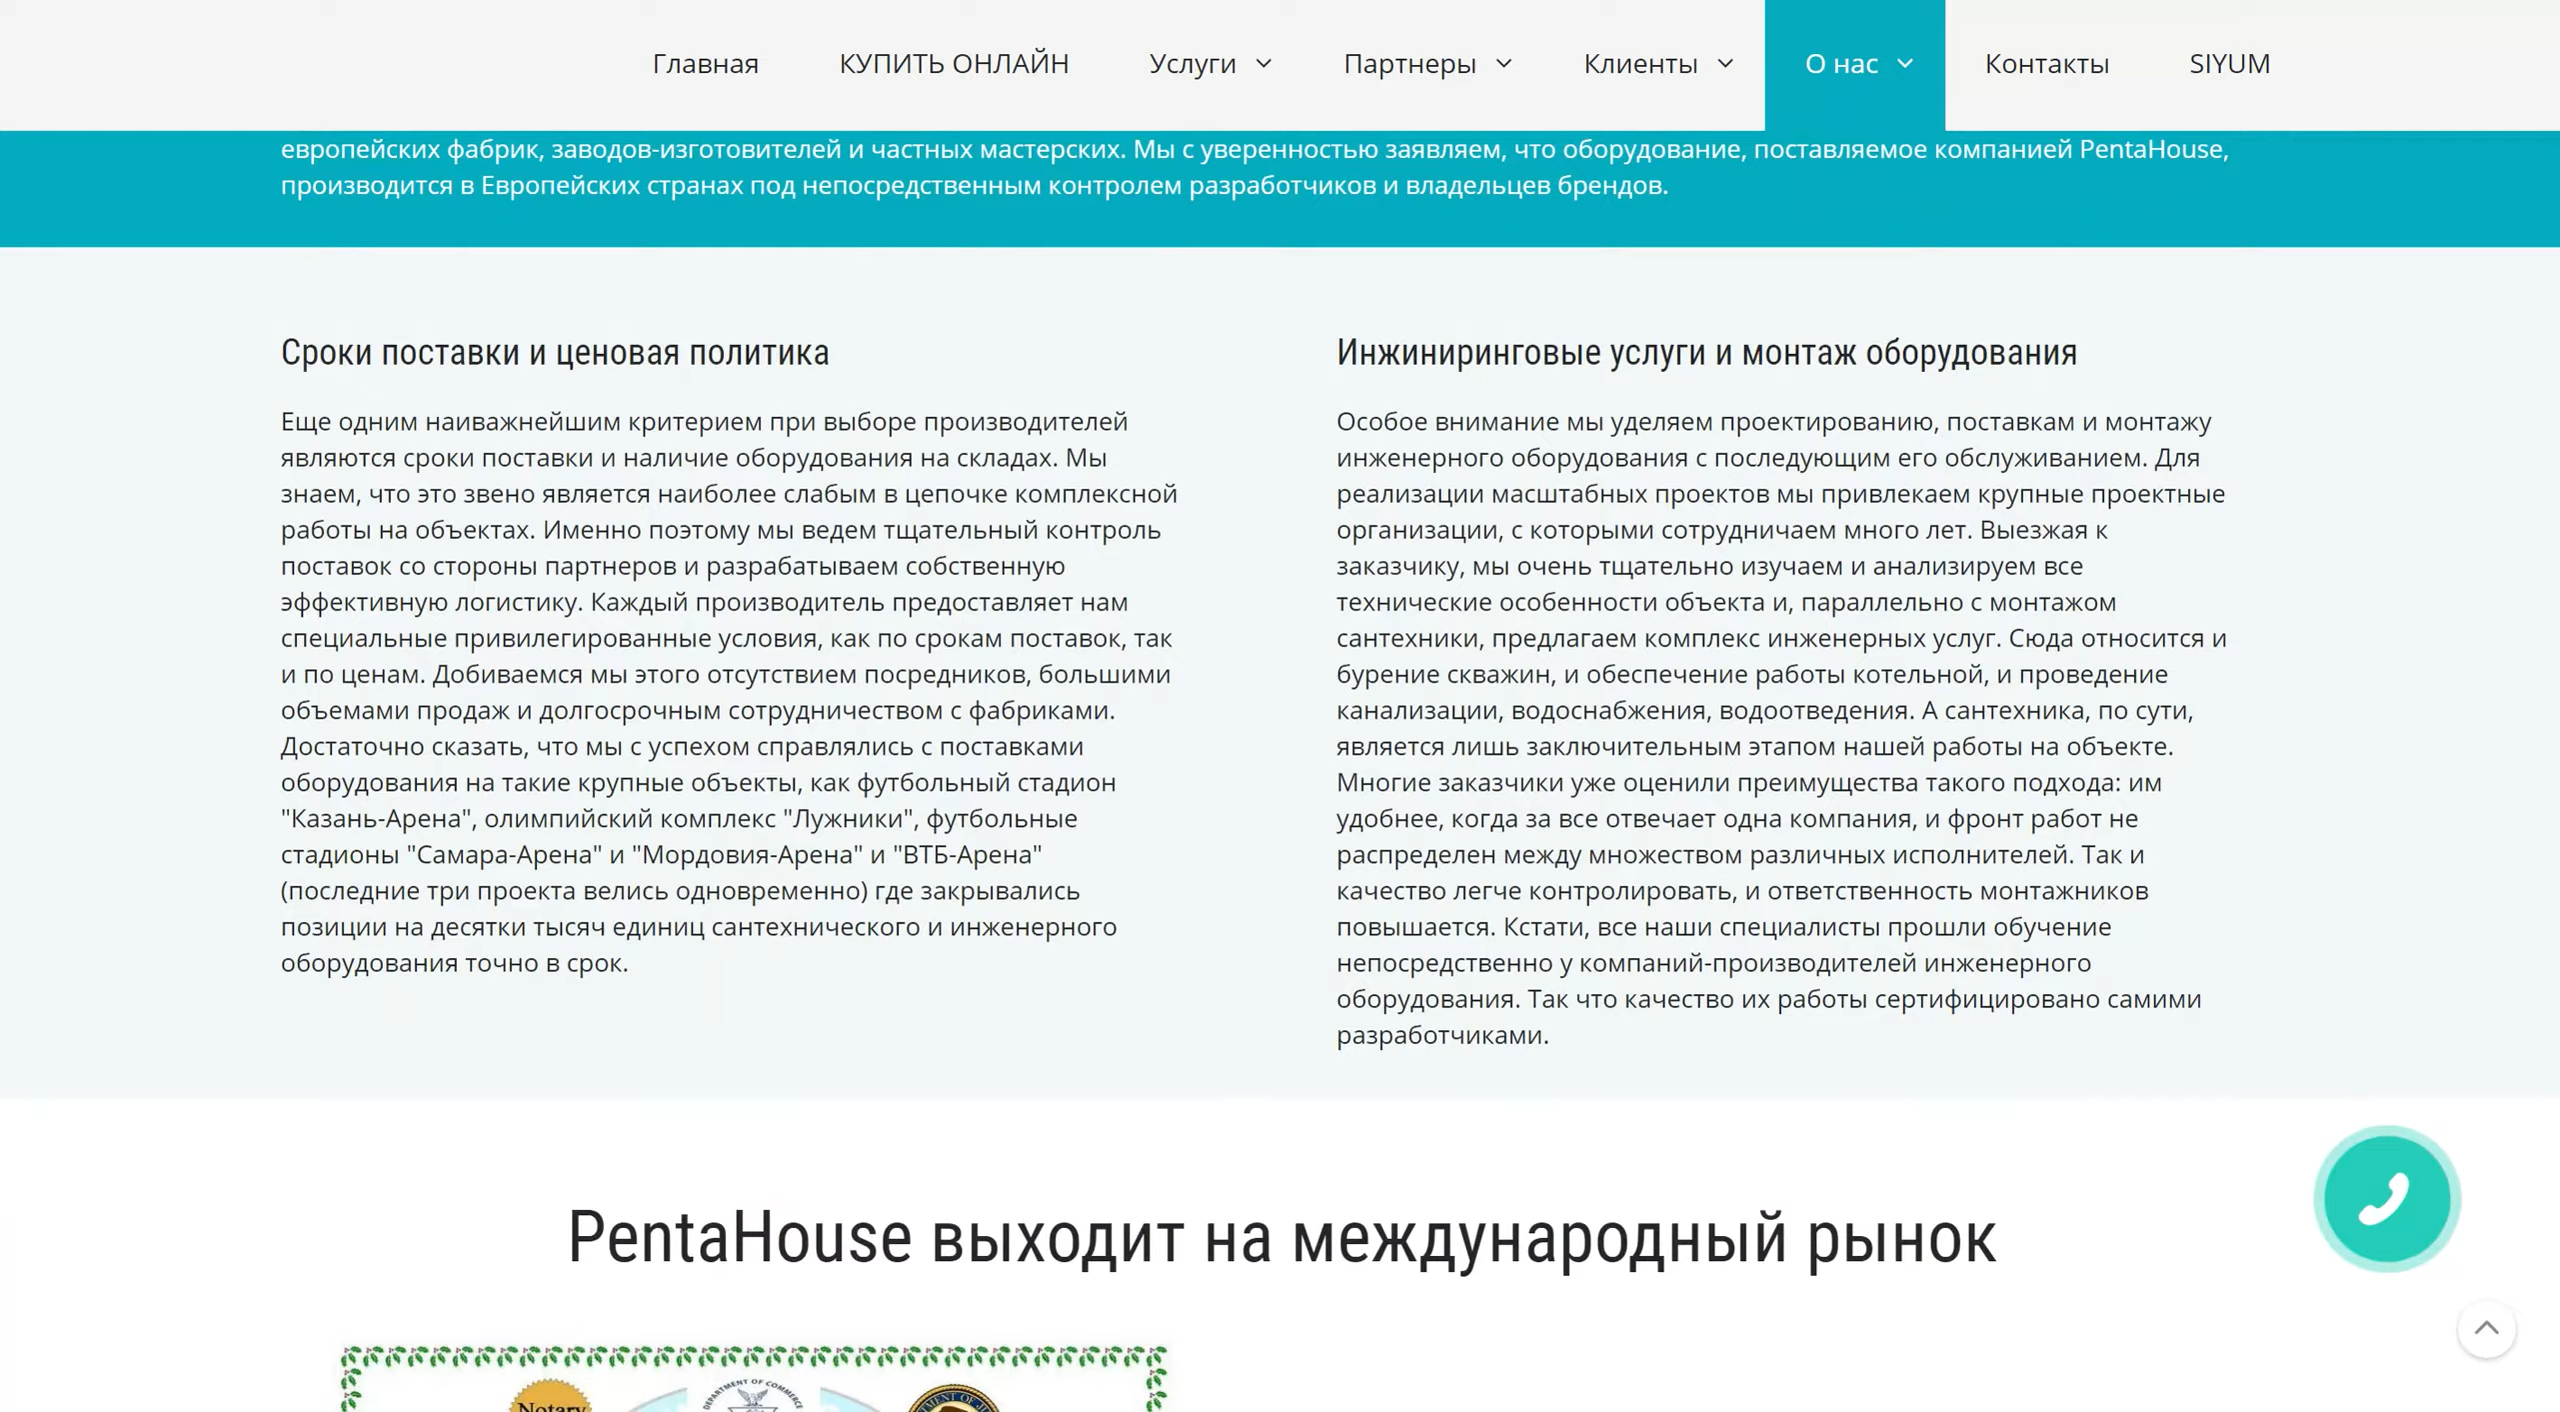 Главная
КУПИТЬ ОНЛАЙН
Услуги
Партнеры
Клиенты
О нас
Контакты
SIYUM
европейских фабрик, заводов-изготовителей и частных мастерских. Мы с уверенностью заявляем, что оборудование, поставляемое компанией PentaHouse,
производится в Европейских странах под непосредственным контролем разработчиков и владельцев брендов.
Сроки поставки и ценовая политика
Еще одним наиважнейшим критерием при выборе производителей
являются сроки поставки и наличие оборудования на складах. Мы
знаем, что это звено является наиболее слабым в цепочке комплексной
работы на объектах. Именно поэтому мы ведем тщательный контроль
поставок со стороны партнеров и разрабатываем собственную
эффективную логистику. Каждый производитель предоставляет нам
специальные привилегированные условия, как по срокам поставок, так
и по ценам. Добиваемся мы этого отсутствием посредников, большими
объемами продаж и долгосрочным сотрудничеством с фабриками.
Достаточно сказать, что мы с успехом справлялись с поставками
оборудования на такие крупные объекты, как футбольный стадион
"Казань-Арена", олимпийский комплекс "Лужники", футбольные
стадионы "Самара-Арена" и "Мордовия-Арена" и "ВТБ-Арена"
(последние три проекта велись одновременно) где закрывались
позиции на десятки тысяч единиц сантехнического и инженерного
оборудования точно в срок.
Инжиниринговые услуги и монтаж оборудования
Особое внимание мы уделяем проектированию, поставкам и монтажу
инженерного оборудования с последующим его обслуживанием. Для
реализации масштабных проектов мы привлекаем крупные проектные
организации, с которыми сотрудничаем много лет. Выезжая к
заказчику, мы очень тщательно изучаем и анализируем все
технические особенности объекта и, параллельно с монтажом
сантехники, предлагаем комплекс инженерных услуг. Сюда относится и
бурение скважин, и обеспечение работы котельной, и проведение
канализации, водоснабжения, водоотведения. А сантехника, по сути,
является лишь заключительным этапом нашей работы на объекте.
Многие заказчики уже оценили преимущества такого подхода: им
удобнее, когда за все отвечает одна компания, и фронт работ не
распределен между множеством различных исполнителей. Так и
качество легче контролировать, и ответственность монтажников
повышается. Кстати, все наши специалисты прошли обучение
непосредственно у компаний-производителей инженерного
оборудования. Так что качество их работы сертифицировано самими
разработчиками.
PentaHouse выходит на международный рынок
Notary
DEPARTMENT OF COMMERCE